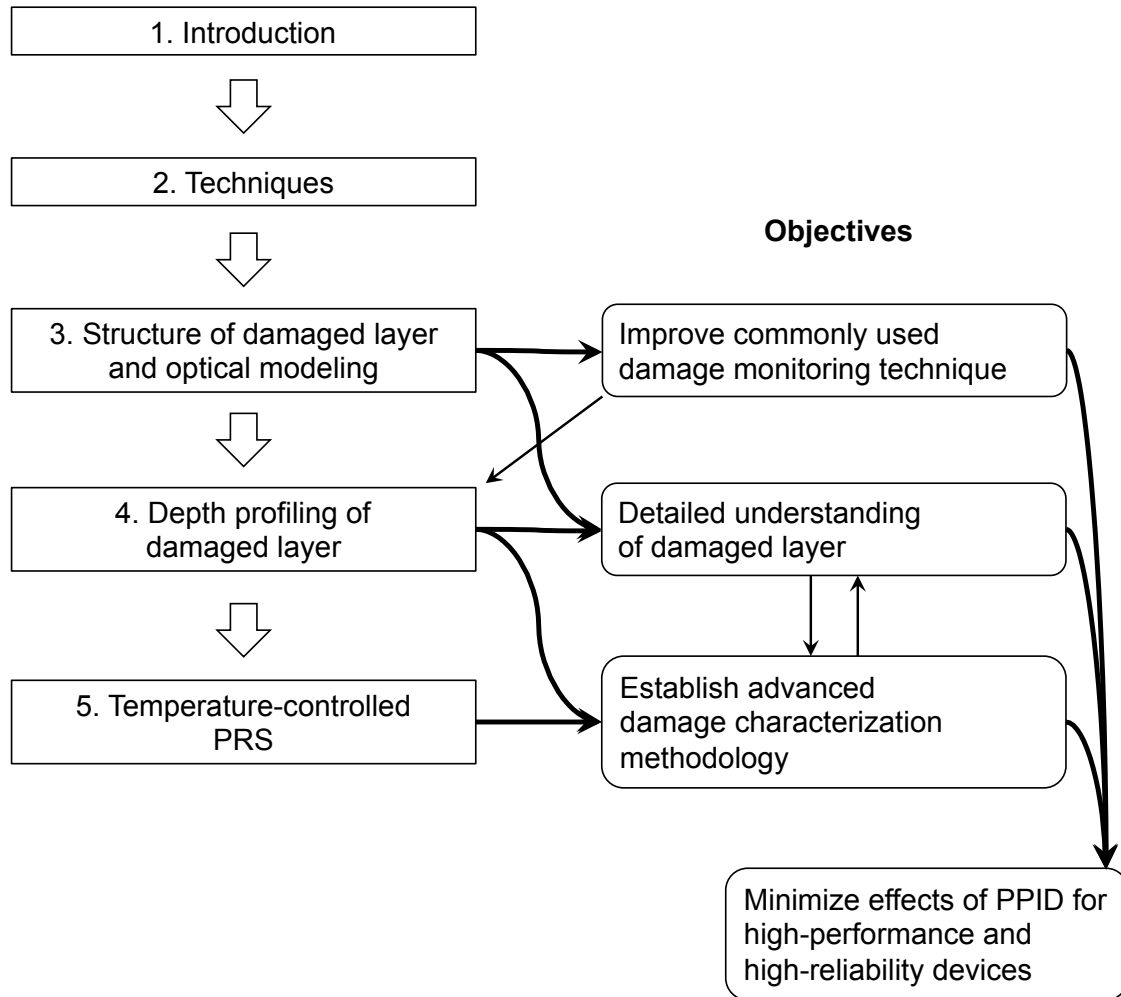 1. Introduction
2. Techniques
Objectives
3. Structure of damaged layer
and optical modeling
Improve commonly used
damage monitoring technique
4. Depth profiling of
damaged layer
Detailed understanding
of damaged layer
5. Temperature-controlled
PRS
Establish advanced
damage characterization
methodology
Minimize effects of PPID for
high-performance and
high-reliability devices